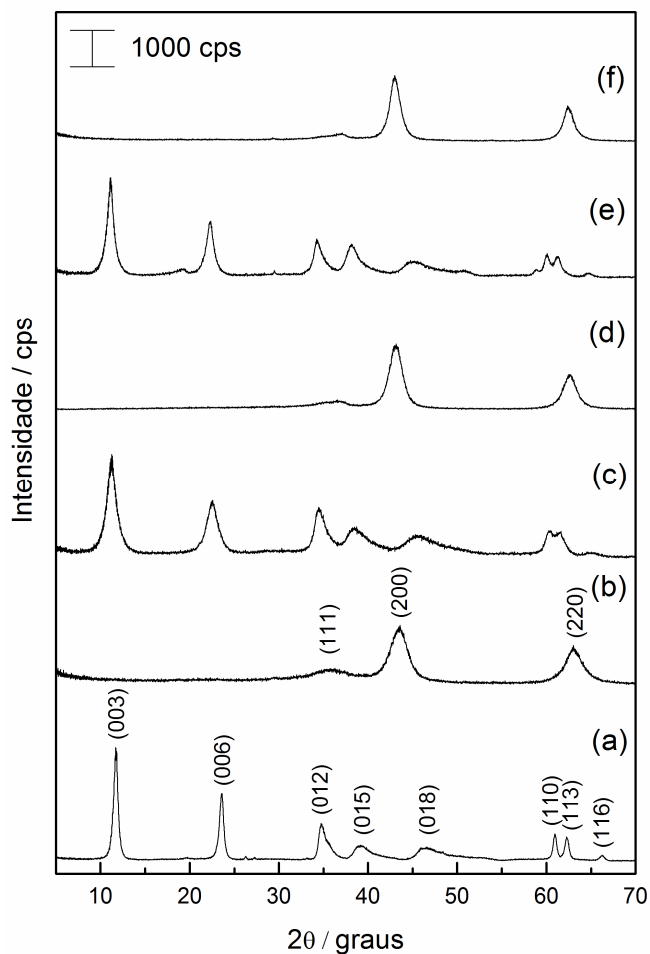 1000 cps
(f)
(e)
(d)
(c)
(b)
(111)
(200)
(220)
(a)
(003)
(006)
(012)
(015)
(018)
(110)
(113)
(116)
Intensidade / cps
10 20 30 40 50 60 70
2θ / graus